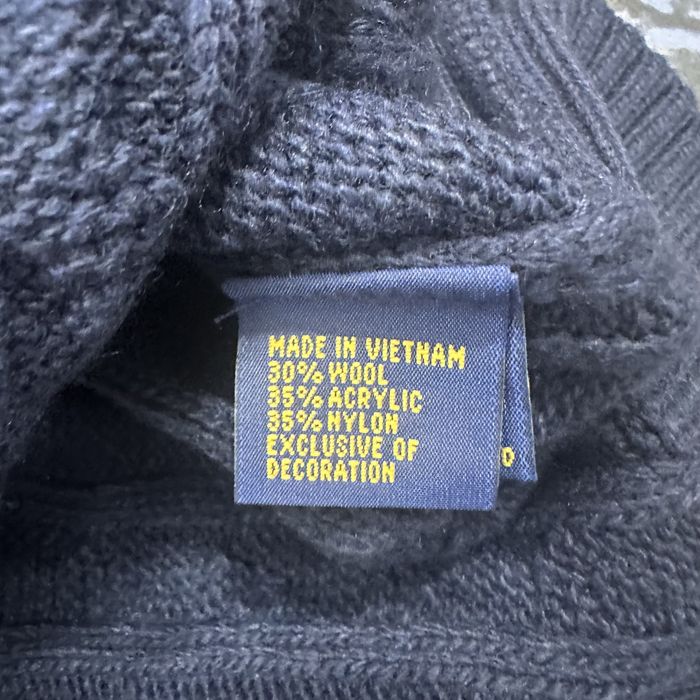 MADE IN VIETNAM
30% WOOL
35% ACRYLIC
35% NYLON
EXCLUSIVE OF
DECORATION